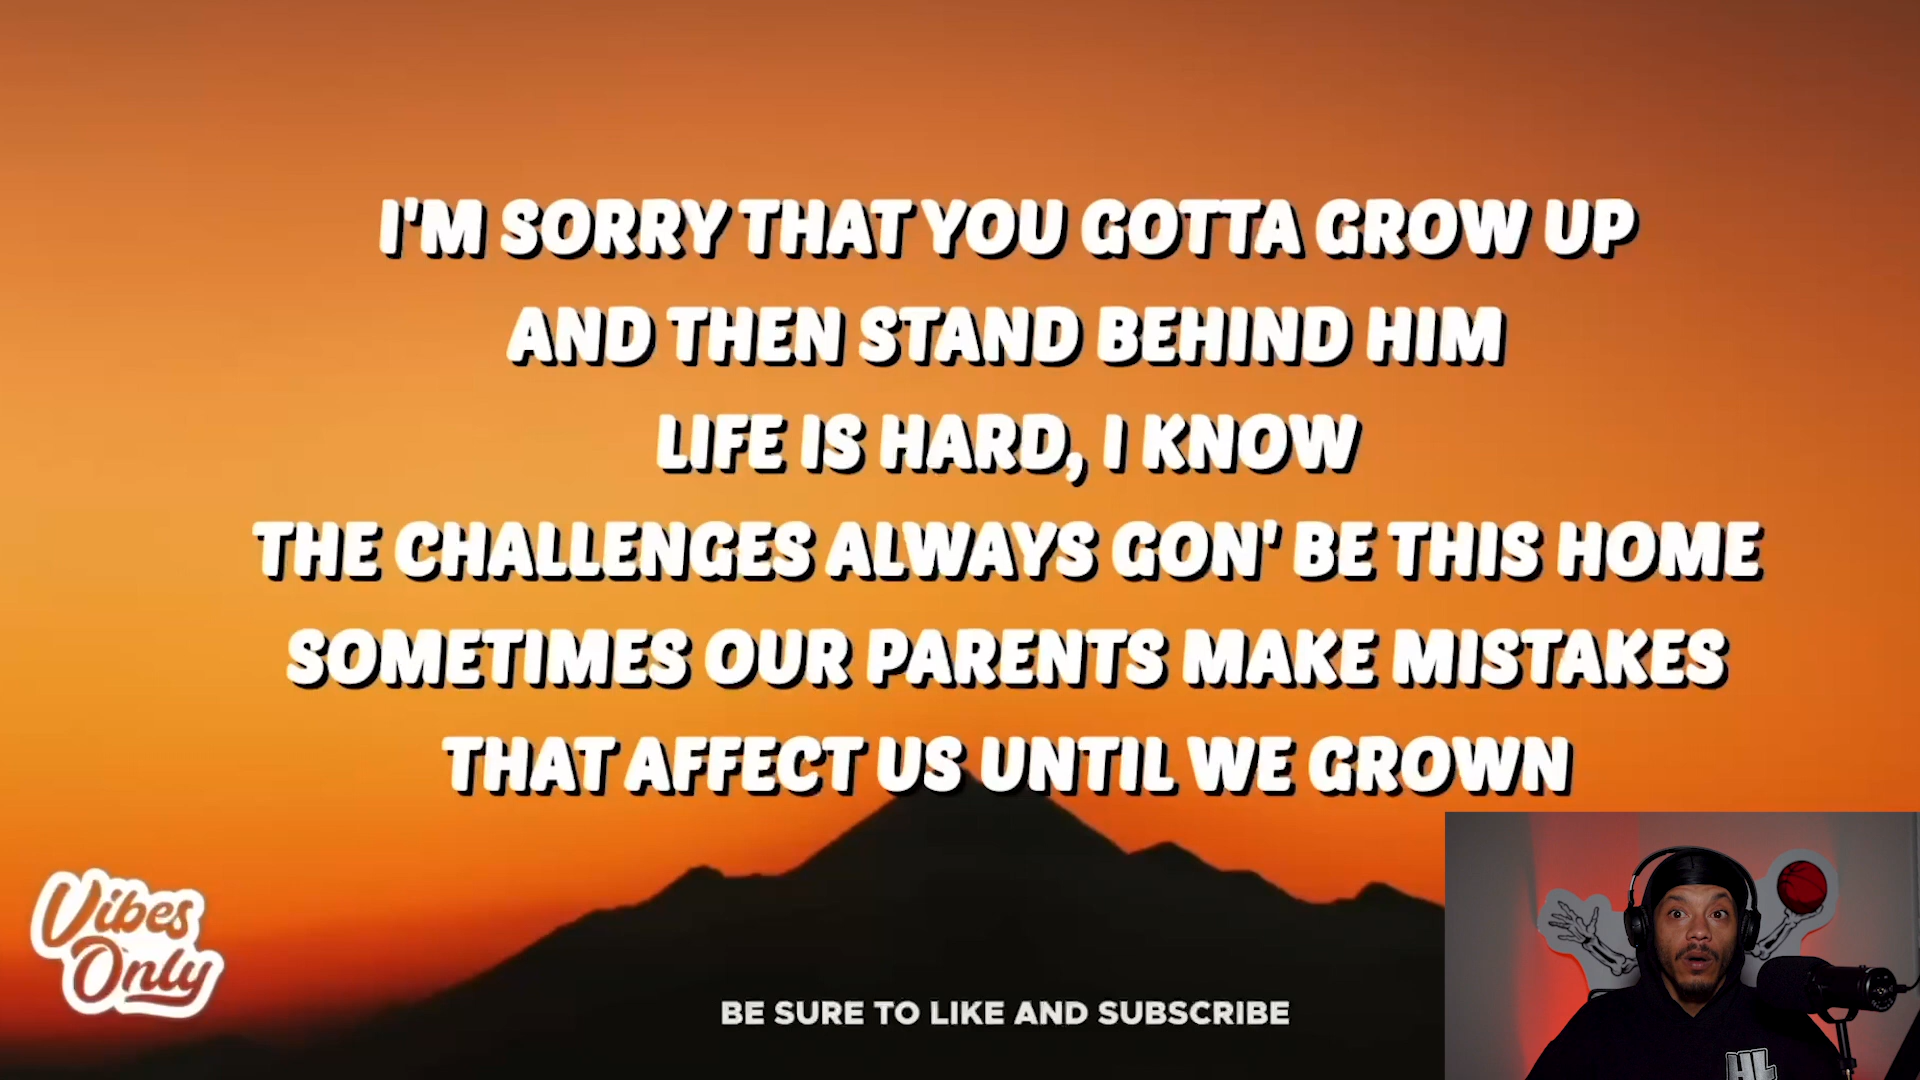 I'M SORRY THAT YOU GOTTA GROW UP
AND THEN STAND BEHIND HIM
LIFE IS HARD, I KNOW
THE CHALLENGES ALWAYS GON' BE THIS HOME
SOMETIMES OUR PARENTS MAKE MISTAKES
THAT AFFECT US UNTIL WE GROWN
Vibes
Only
BE SURE TO LIKE AND SUBSCRIBE